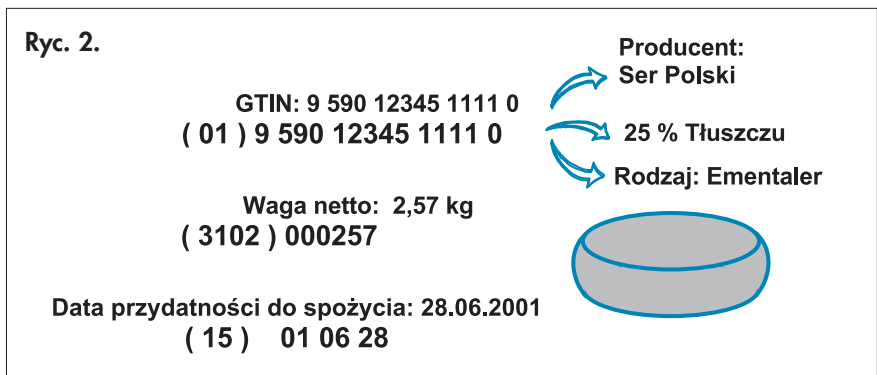 Ryc. 2.
Producent:
Ser Polski
GTIN: 9 590 12345 1111 0
( 01 ) 9 590 12345 1111 0
25 % Tłuszczu
Rodzaj: Ementaler
Waga netto: 2,57 kg
( 3102 ) 000257
Data przydatności do spożycia: 28.06.2001
( 15 ) 01 06 28